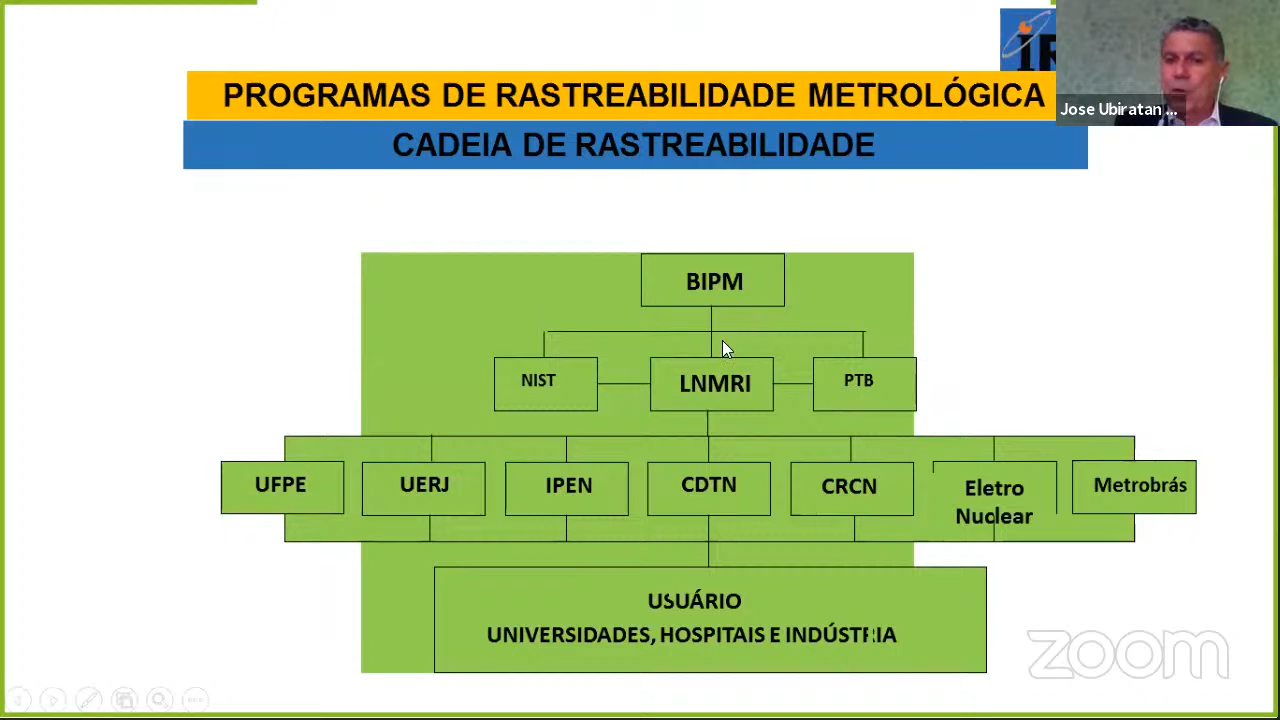 IR
PROGRAMAS DE RASTREABILIDADE METROLÓGICA
Jose Ubiratan ...
CADEIA DE RASTREABILIDADE
BIPM
NIST
LNMRI
PTB
UFPE
UERJ
IPEN
CDTN
CRCN
Eletro
Nuclear
Metrobrás
USUÁRIO
UNIVERSIDADES, HOSPITAIS E INDÚSTRIA
zoom